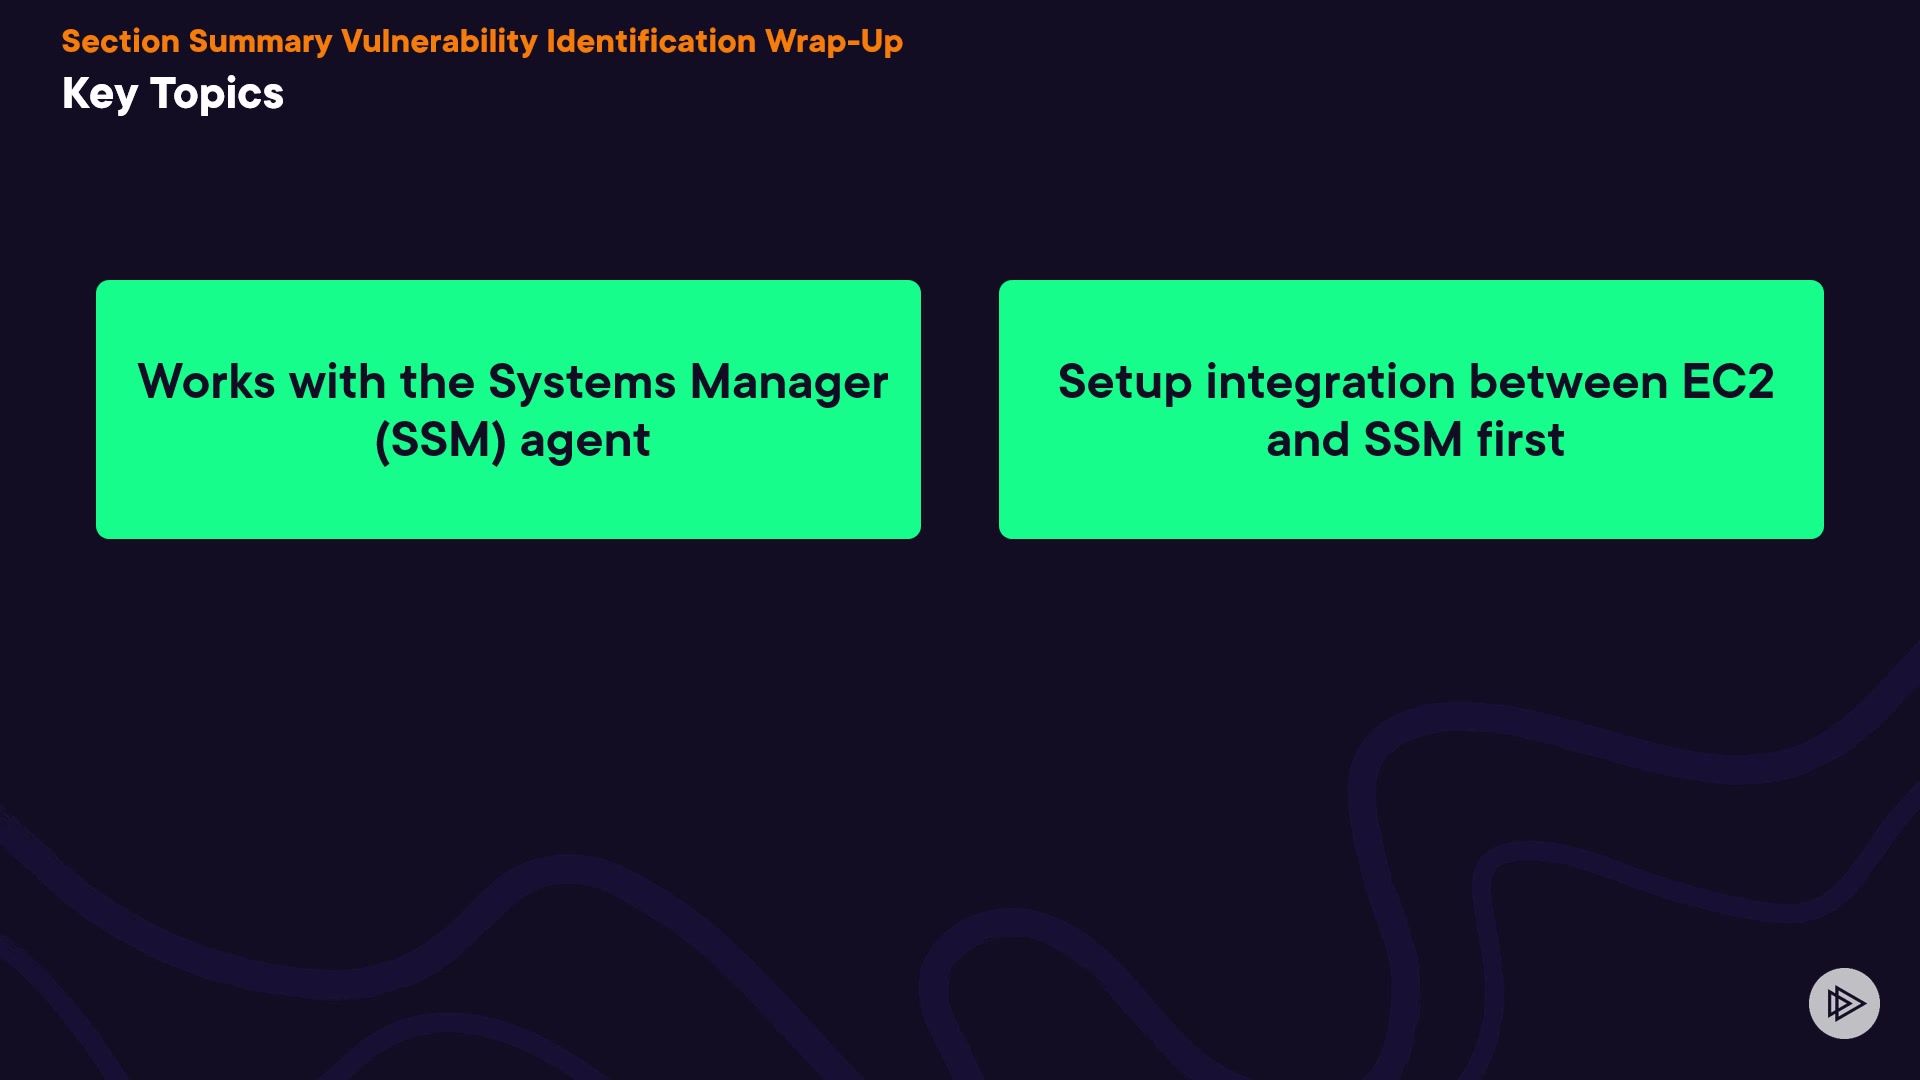 Section Summary Vulnerability Identification Wrap-Up
Key Topics
Works with the Systems Manager
(SSM) agent
Setup integration between EC2
and SSM first